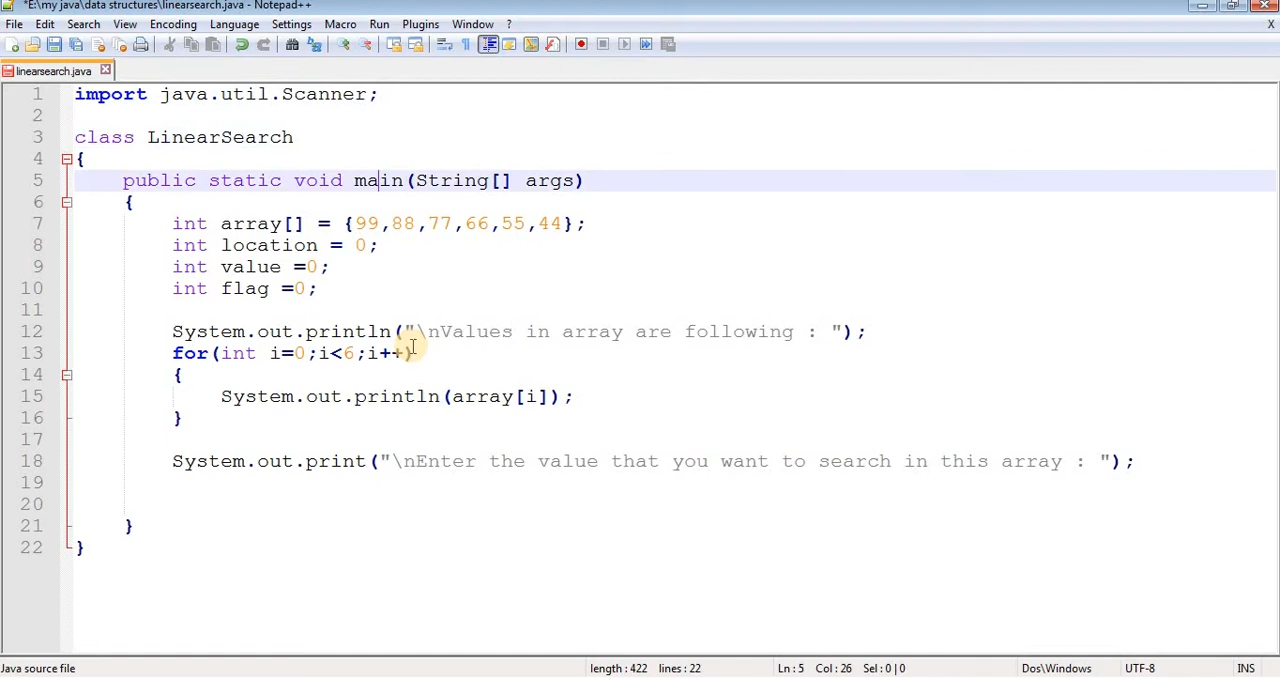 *E:\my java\data structures\linearsearch.java - Notepad++
File Edit Search View Encoding Language Settings Macro Run Plugins Window ?
X
linearsearch.java
1 import java.util.Scanner;
2
3 class LinearSearch
4 {
5 public static void main(String[] args)
6 {
7 int array[] = {99,88,77,66,55,44};
8 int location = 0;
9 int value =0;
10 int flag =0;
11
12 System.out.println("\nValues in array are following : ");
13 for(int i=0;i<6;i++)
14 {
15 System.out.println(array[i]);
16 }
17
18 System.out.print("\nEnter the value that you want to search in this array : ");
19
20
21 }
22 }
Java source file length : 422 lines : 22 Ln : 5 Col : 26 Sel : 0 | 0 Dos\Windows UTF-8 INS